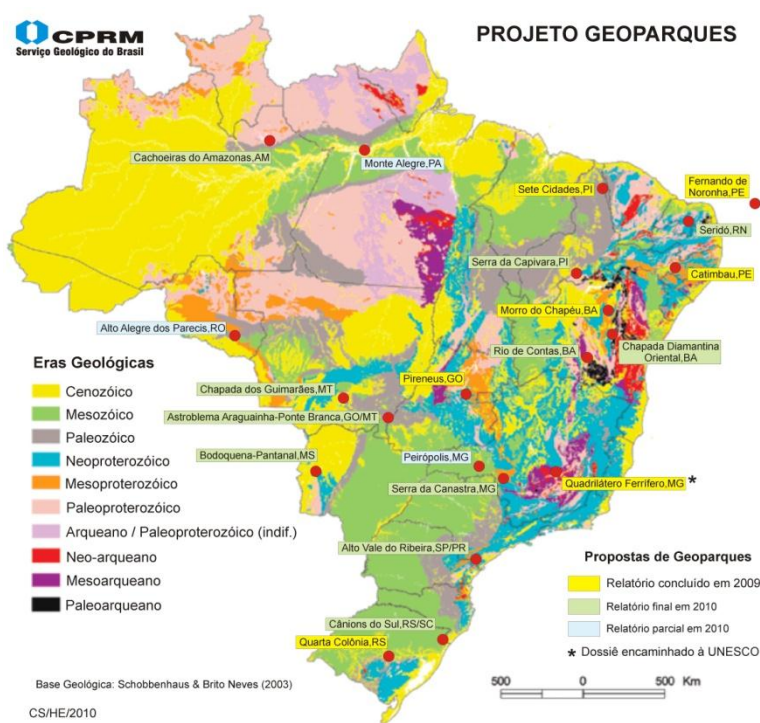 CPRM
Serviço Geológico do Brasil
PROJETO GEOPARQUES
Cachoeiras do Amazonas,AM
Monte Alegre,PA
Sete Cidades,PI
Fernando de
Noronha,PE
Seridó,RN
Serra da Capivara,PI
Catimbau,PE
Morro do Chapéu,BA
Alto Alegre dos Parecis,RO
Chapada Diamantina
Oriental,BA
Rio de Contas,BA
Eras Geológicas
Cenozóico
Mesozóico
Paleozóico
Neoproterozóico
Mesoproterozóico
Paleoproterozóico
Arqueano / Paleoproterozóico (indif.)
Neo-arqueano
Mesoarqueano
Paleoarqueano
Chapada dos Guimarães,MT
Pireneus,GO
Astroblema Araguainha-Ponte Branca,GO/MT
Bodoquena-Pantanal,MS
Peirópolis,MG
Serra da Canastra,MG
Quadrilátero Ferrífero,MG *
Alto Vale do Ribeira,SP/PR
Cânions do Sul,RS/SC
Quarta Colônia,RS
Propostas de Geoparques
Relatório concluído em 2009
Relatório final em 2010
Relatório parcial em 2010
* Dossiê encaminhado à UNESCO
500 0 500 Km
Base Geológica: Schobbenhaus & Brito Neves (2003)
CS/HE/2010